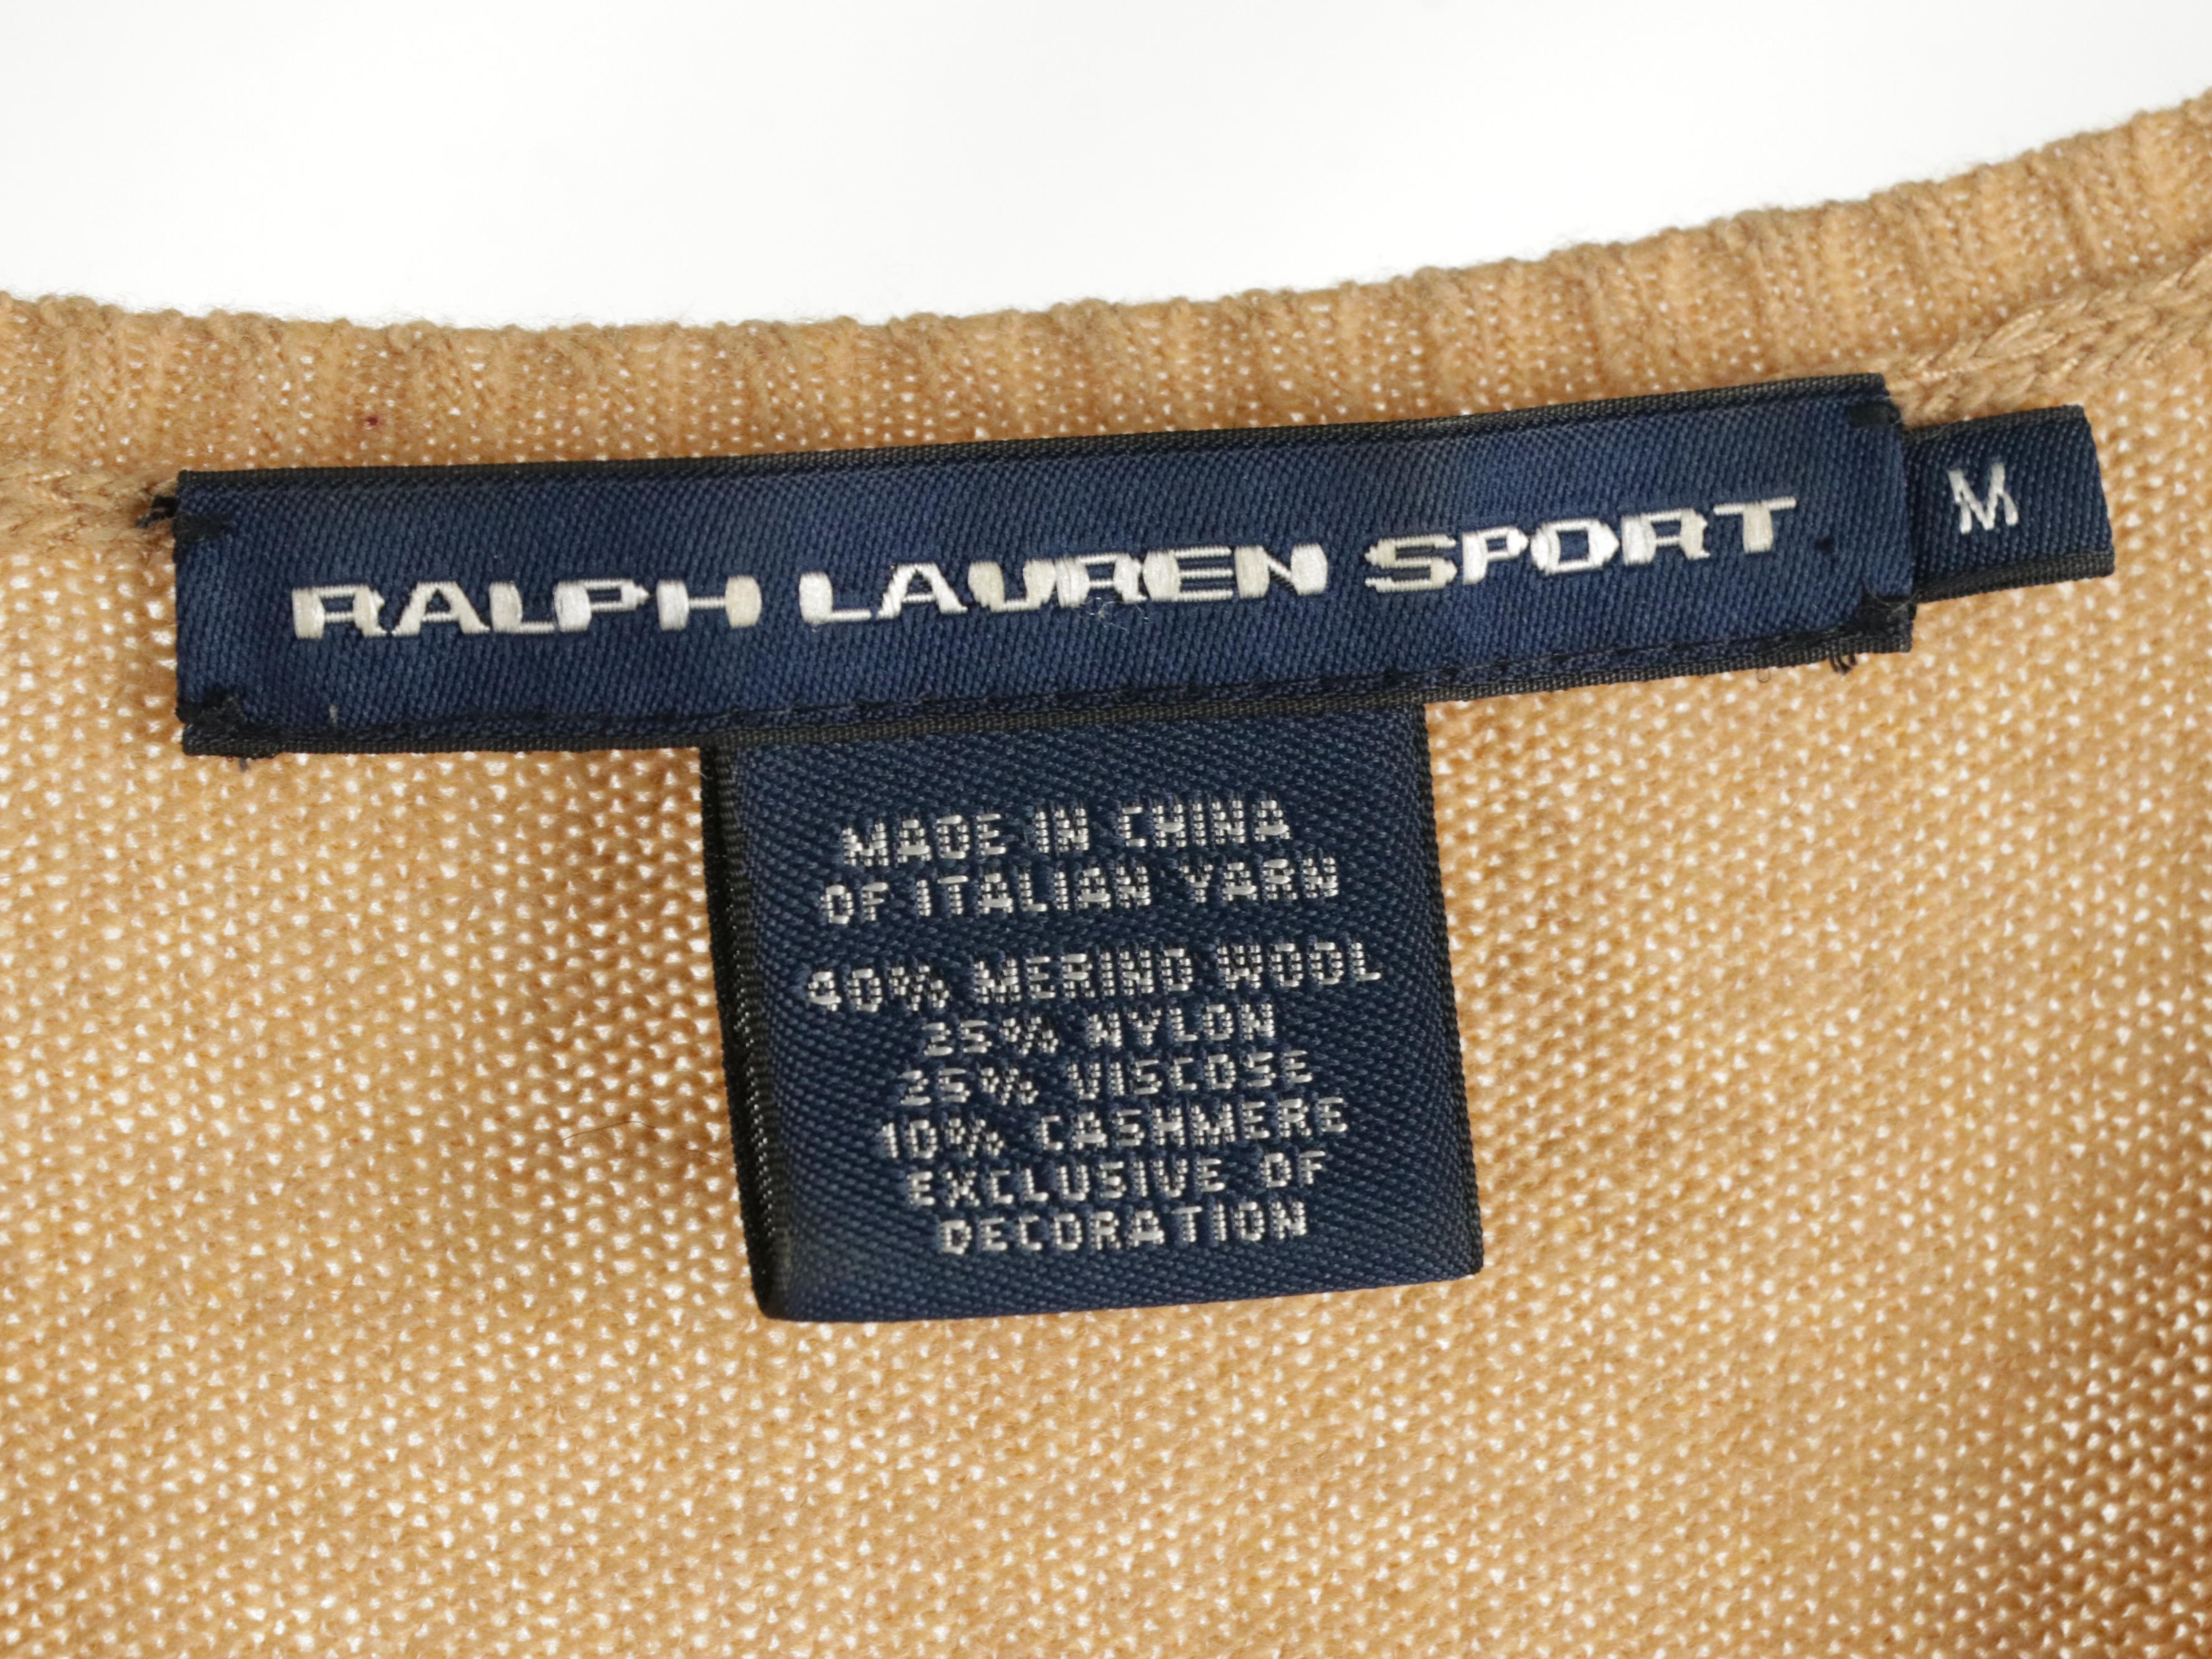 RALPH LAUREN SPORT
M
MADE IN CHINA
OF ITALIAN YARN
40% MERINO WOOL
25% NYLON
25% VISCOSE
10% CASHMERE
EXCLUSIVE OF
DECORATION